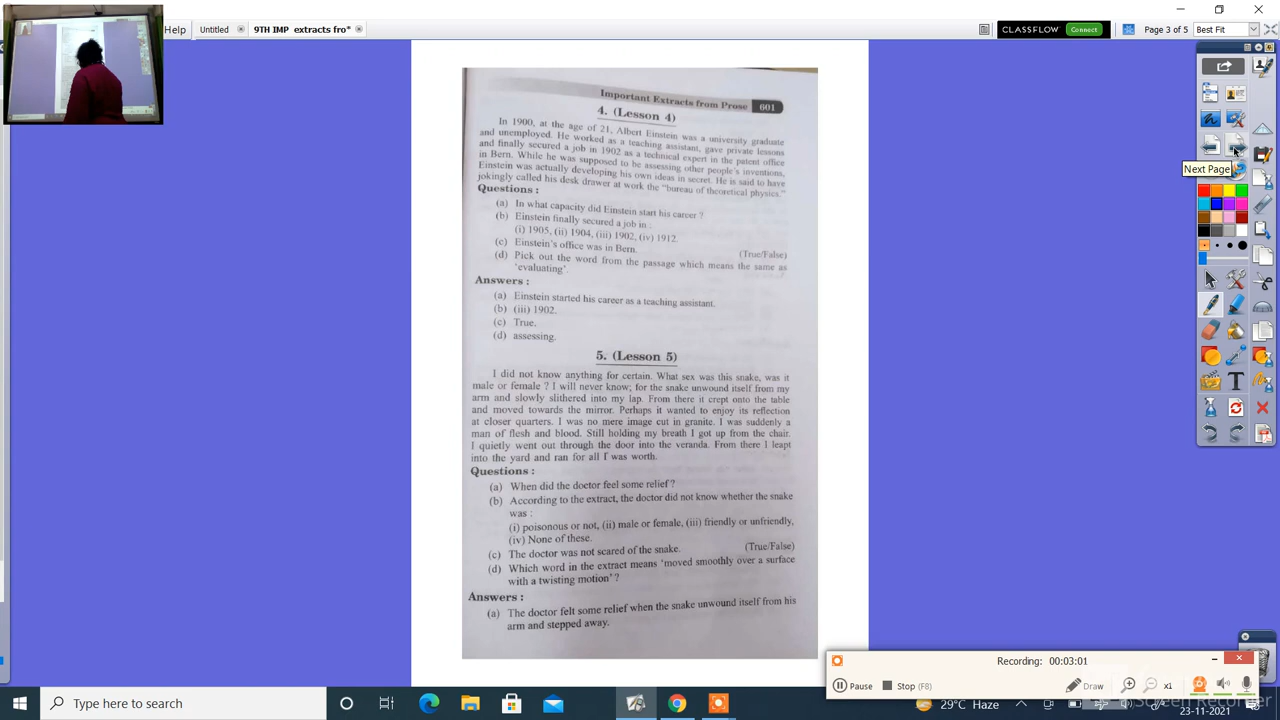 Help
Untitled
9TH IMP extracts fro*
CLASSFLOW
Connect
Page 3 of 5
Best Fit
Next Page
Important Extracts from Prose 601
4. (Lesson 4)
In 1900, at the age of 21, Albert Einstein was a university graduate
and unemployed. He worked as a teaching assistant, gave private lessons
and finally secured a job in 1902 as a technical expert in the patent office
in Bern. While he was supposed to be assessing other people's inventions,
Einstein was actually developing his own ideas in secret. He is said to have
jokingly called his desk drawer at work the "bureau of theoretical physics."
Questions :
(a) In what capacity did Einstein start his career ?
(b) Einstein finally secured a job in :
(i) 1905, (ii) 1904, (iii) 1902, (iv) 1912.
(c) Einstein's office was in Bern. (True/False)
(d) Pick out the word from the passage which means the same as
'evaluating'.
Answers :
(a) Einstein started his career as a teaching assistant.
(b) (iii) 1902.
(c) True.
(d) assessing.
5. (Lesson 5)
I did not know anything for certain. What sex was this snake, was it
male or female ? I will never know; for the snake unwound itself from my
arm and slowly slithered into my lap. From there it crept onto the table
and moved towards the mirror. Perhaps it wanted to enjoy its reflection
at closer quarters. I was no mere image cut in granite. I was suddenly a
man of flesh and blood. Still holding my breath I got up from the chair.
I quietly went out through the door into the veranda. From there I leapt
into the yard and ran for all I was worth.
Questions :
(a) When did the doctor feel some relief ?
(b) According to the extract, the doctor did not know whether the snake
was :
(i) poisonous or not, (ii) male or female, (iii) friendly or unfriendly,
(iv) None of these.
(c) The doctor was not scared of the snake. (True/False)
(d) Which word in the extract means 'moved smoothly over a surface
with a twisting motion' ?
Answers :
(a) The doctor felt some relief when the snake unwound itself from his
arm and stepped away.
Recording: 00:03:01
Pause
Stop (F8)
Draw
x1
Type here to search
29°C Haze
23-11-2021